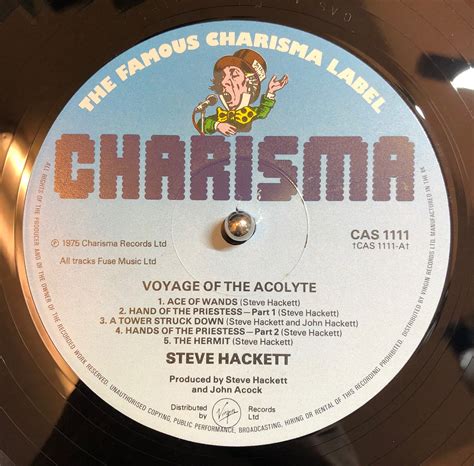 THE FAMOUS CHARISMA LABEL
CHARISMA
CAS 1111
†CAS 1111-A†
℗ 1975 Charisma Records Ltd
All tracks Fuse Music Ltd
VOYAGE OF THE ACOLYTE
1. ACE OF WANDS (Steve Hackett)
2. HAND OF THE PRIESTESS—Part 1 (Steve Hackett)
3. A TOWER STRUCK DOWN (Steve Hackett and John Hackett)
4. HANDS OF THE PRIESTESS—Part 2 (Steve Hackett)
5. THE HERMIT (Steve Hackett)
STEVE HACKETT
Produced by Steve Hackett
and John Acock
Distributed by Virgin Records Ltd
ALL RIGHTS OF THE PRODUCER AND OF THE OWNER OF THE RECORDED WORK RESERVED. UNAUTHORISED COPYING, PUBLIC PERFORMANCE, BROADCASTING, HIRING OR RENTAL OF THIS RECORDING PROHIBITED. DISTRIBUTED BY VIRGIN RECORDS LTD. MANUFACTURED IN THE UK